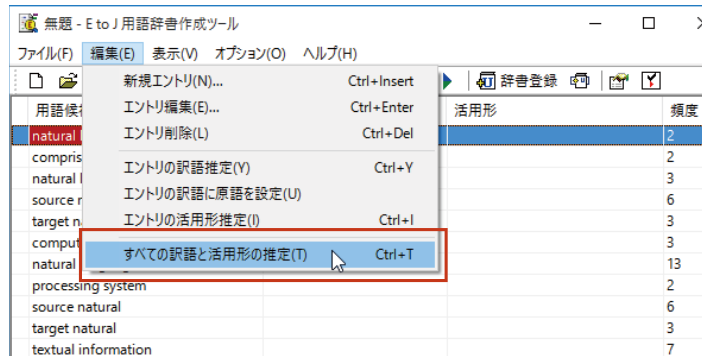 無題 - E to J 用語辞書作成ツール
ファイル(F) 編集(E) 表示(V) オプション(O) ヘルプ(H)
新規エントリ(N)... Ctrl+Insert
辞書登録
エントリ編集(E)... Ctrl+Enter
エントリ削除(L) Ctrl+Del
エントリの訳語推定(Y) Ctrl+Y
エントリの訳語に原語を設定(U)
エントリの活用形推定(I) Ctrl+I
すべての訳語と活用形の推定(T) Ctrl+T
用語候 活用形 頻度
natural 2
compris 2
natural 3
source 6
target 3
comput 3
natural 13
processing system 2
source natural 6
target natural 3
textual information 7